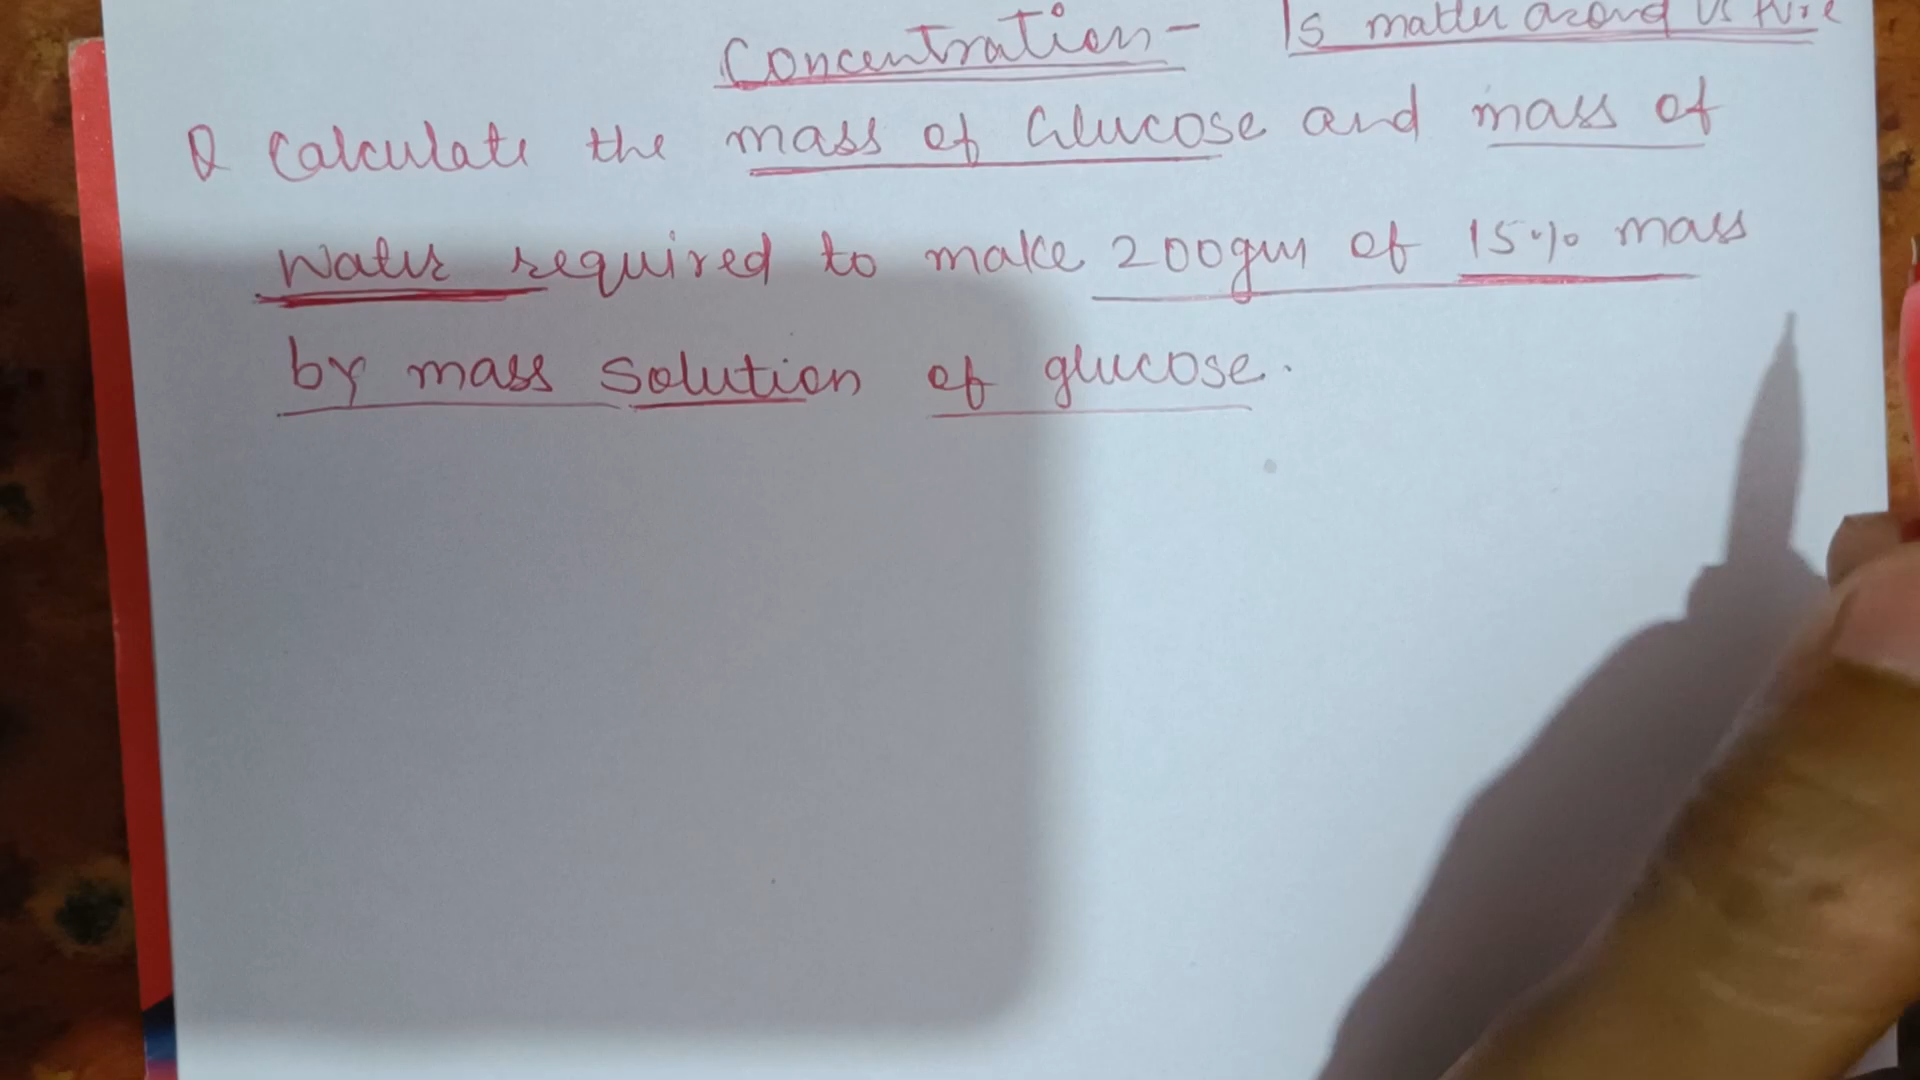 Concentration - Is matter around us Pure
Q Calculate the mass of Glucose and mass of
Water required to make 200gm of 15% mass
by mass solution of glucose.